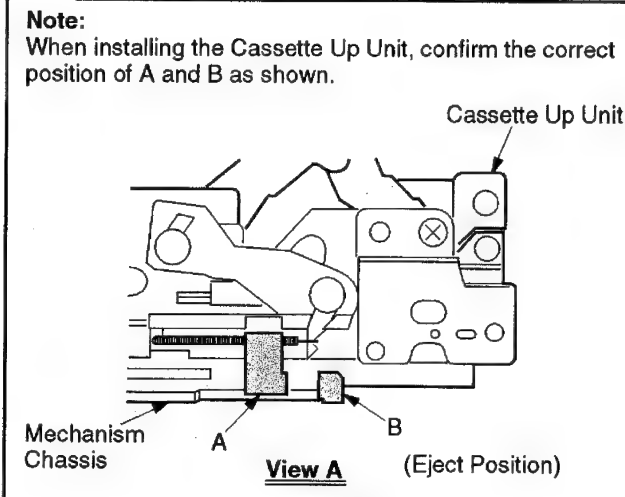 Note:
When installing the Cassette Up Unit, confirm the correct
position of A and B as shown.
Cassette Up Unit
Mechanism
Chassis
A
B
View A
(Eject Position)